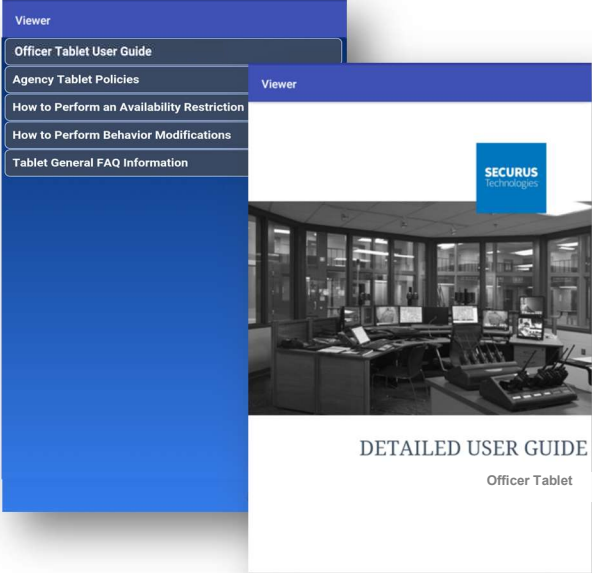 Viewer
Officer Tablet User Guide
Agency Tablet Policies
How to Perform an Availability Restriction
How to Perform Behavior Modifications
Tablet General FAQ Information
Viewer
SECURUS
Technologies
DETAILED USER GUIDE
Officer Tablet